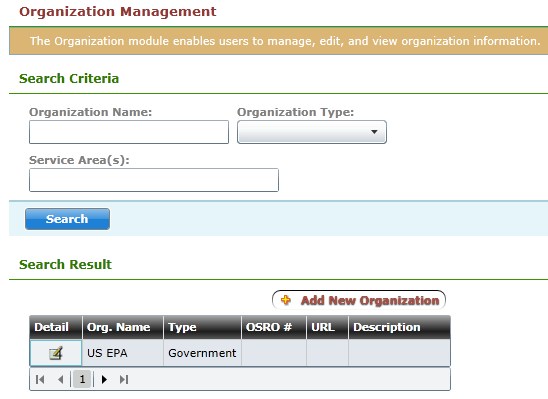 Organization Management
The Organization module enables users to manage, edit, and view organization information.
Search Criteria
Organization Name: Organization Type:
Service Area(s):
Search
Search Result
Add New Organization
Detail Org. Name Type OSRO # URL Description
US EPA Government
1